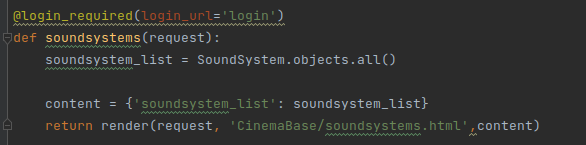 @login_required(login_url='login')
def soundsystems(request):
    soundsystem_list = SoundSystem.objects.all()
    content = {'soundsystem_list': soundsystem_list}
    return render(request, 'CinemaBase/soundsystems.html',content)